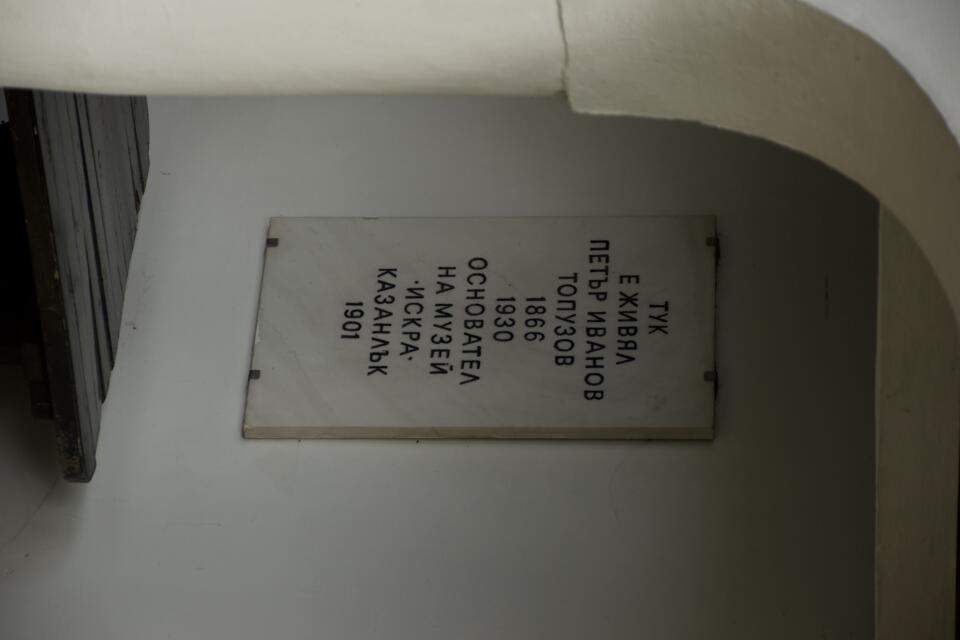 ТУК
Е ЖИВЯЛ
ПЕТЪР ИВАНОВ
ТОПУЗОВ
1866
1930
ОСНОВАТЕЛ
НА МУЗЕЙ
·ИСКРА·
КАЗАНЛЪК
1901